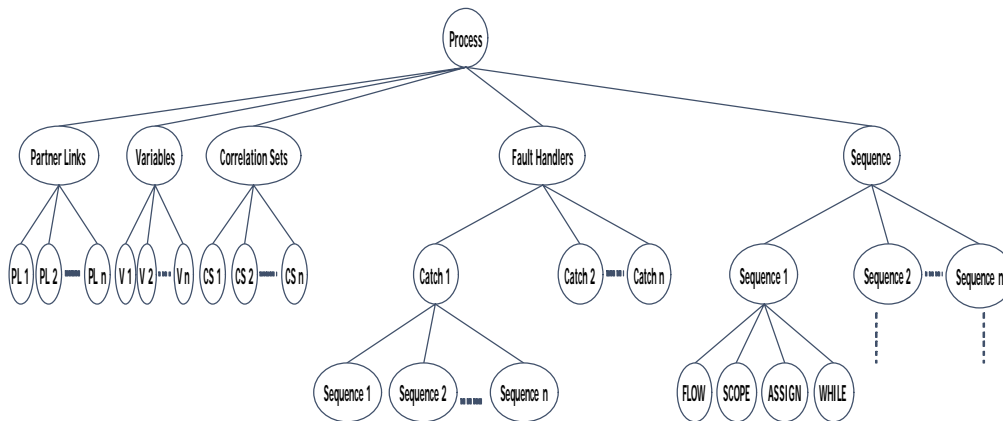 Process
Partner Links
Variables
Correlation Sets
Fault Handlers
Sequence
PL 1
PL 2
PL n
V 1
V 2
V n
CS 1
CS 2
CS n
Catch 1
Catch 2
Catch n
Sequence 1
Sequence 2
Sequence n
Sequence 1
Sequence 2
Sequence n
FLOW
SCOPE
ASSIGN
WHILE